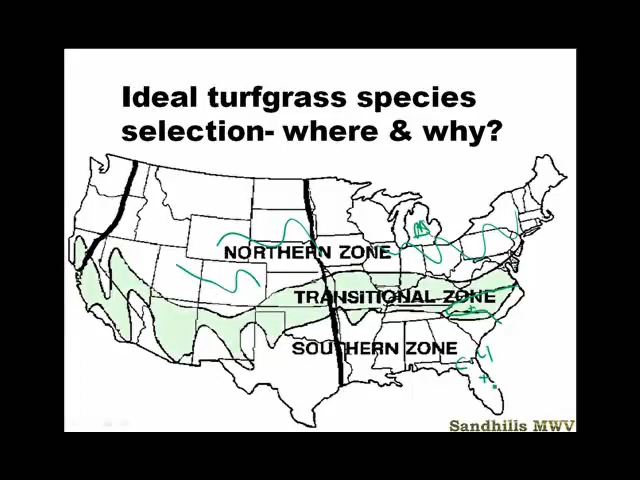 Ideal turfgrass species
selection- where & why?
NORTHERN ZONE
TRANSITIONAL ZONE
SOUTHERN ZONE
Sandhills MWV